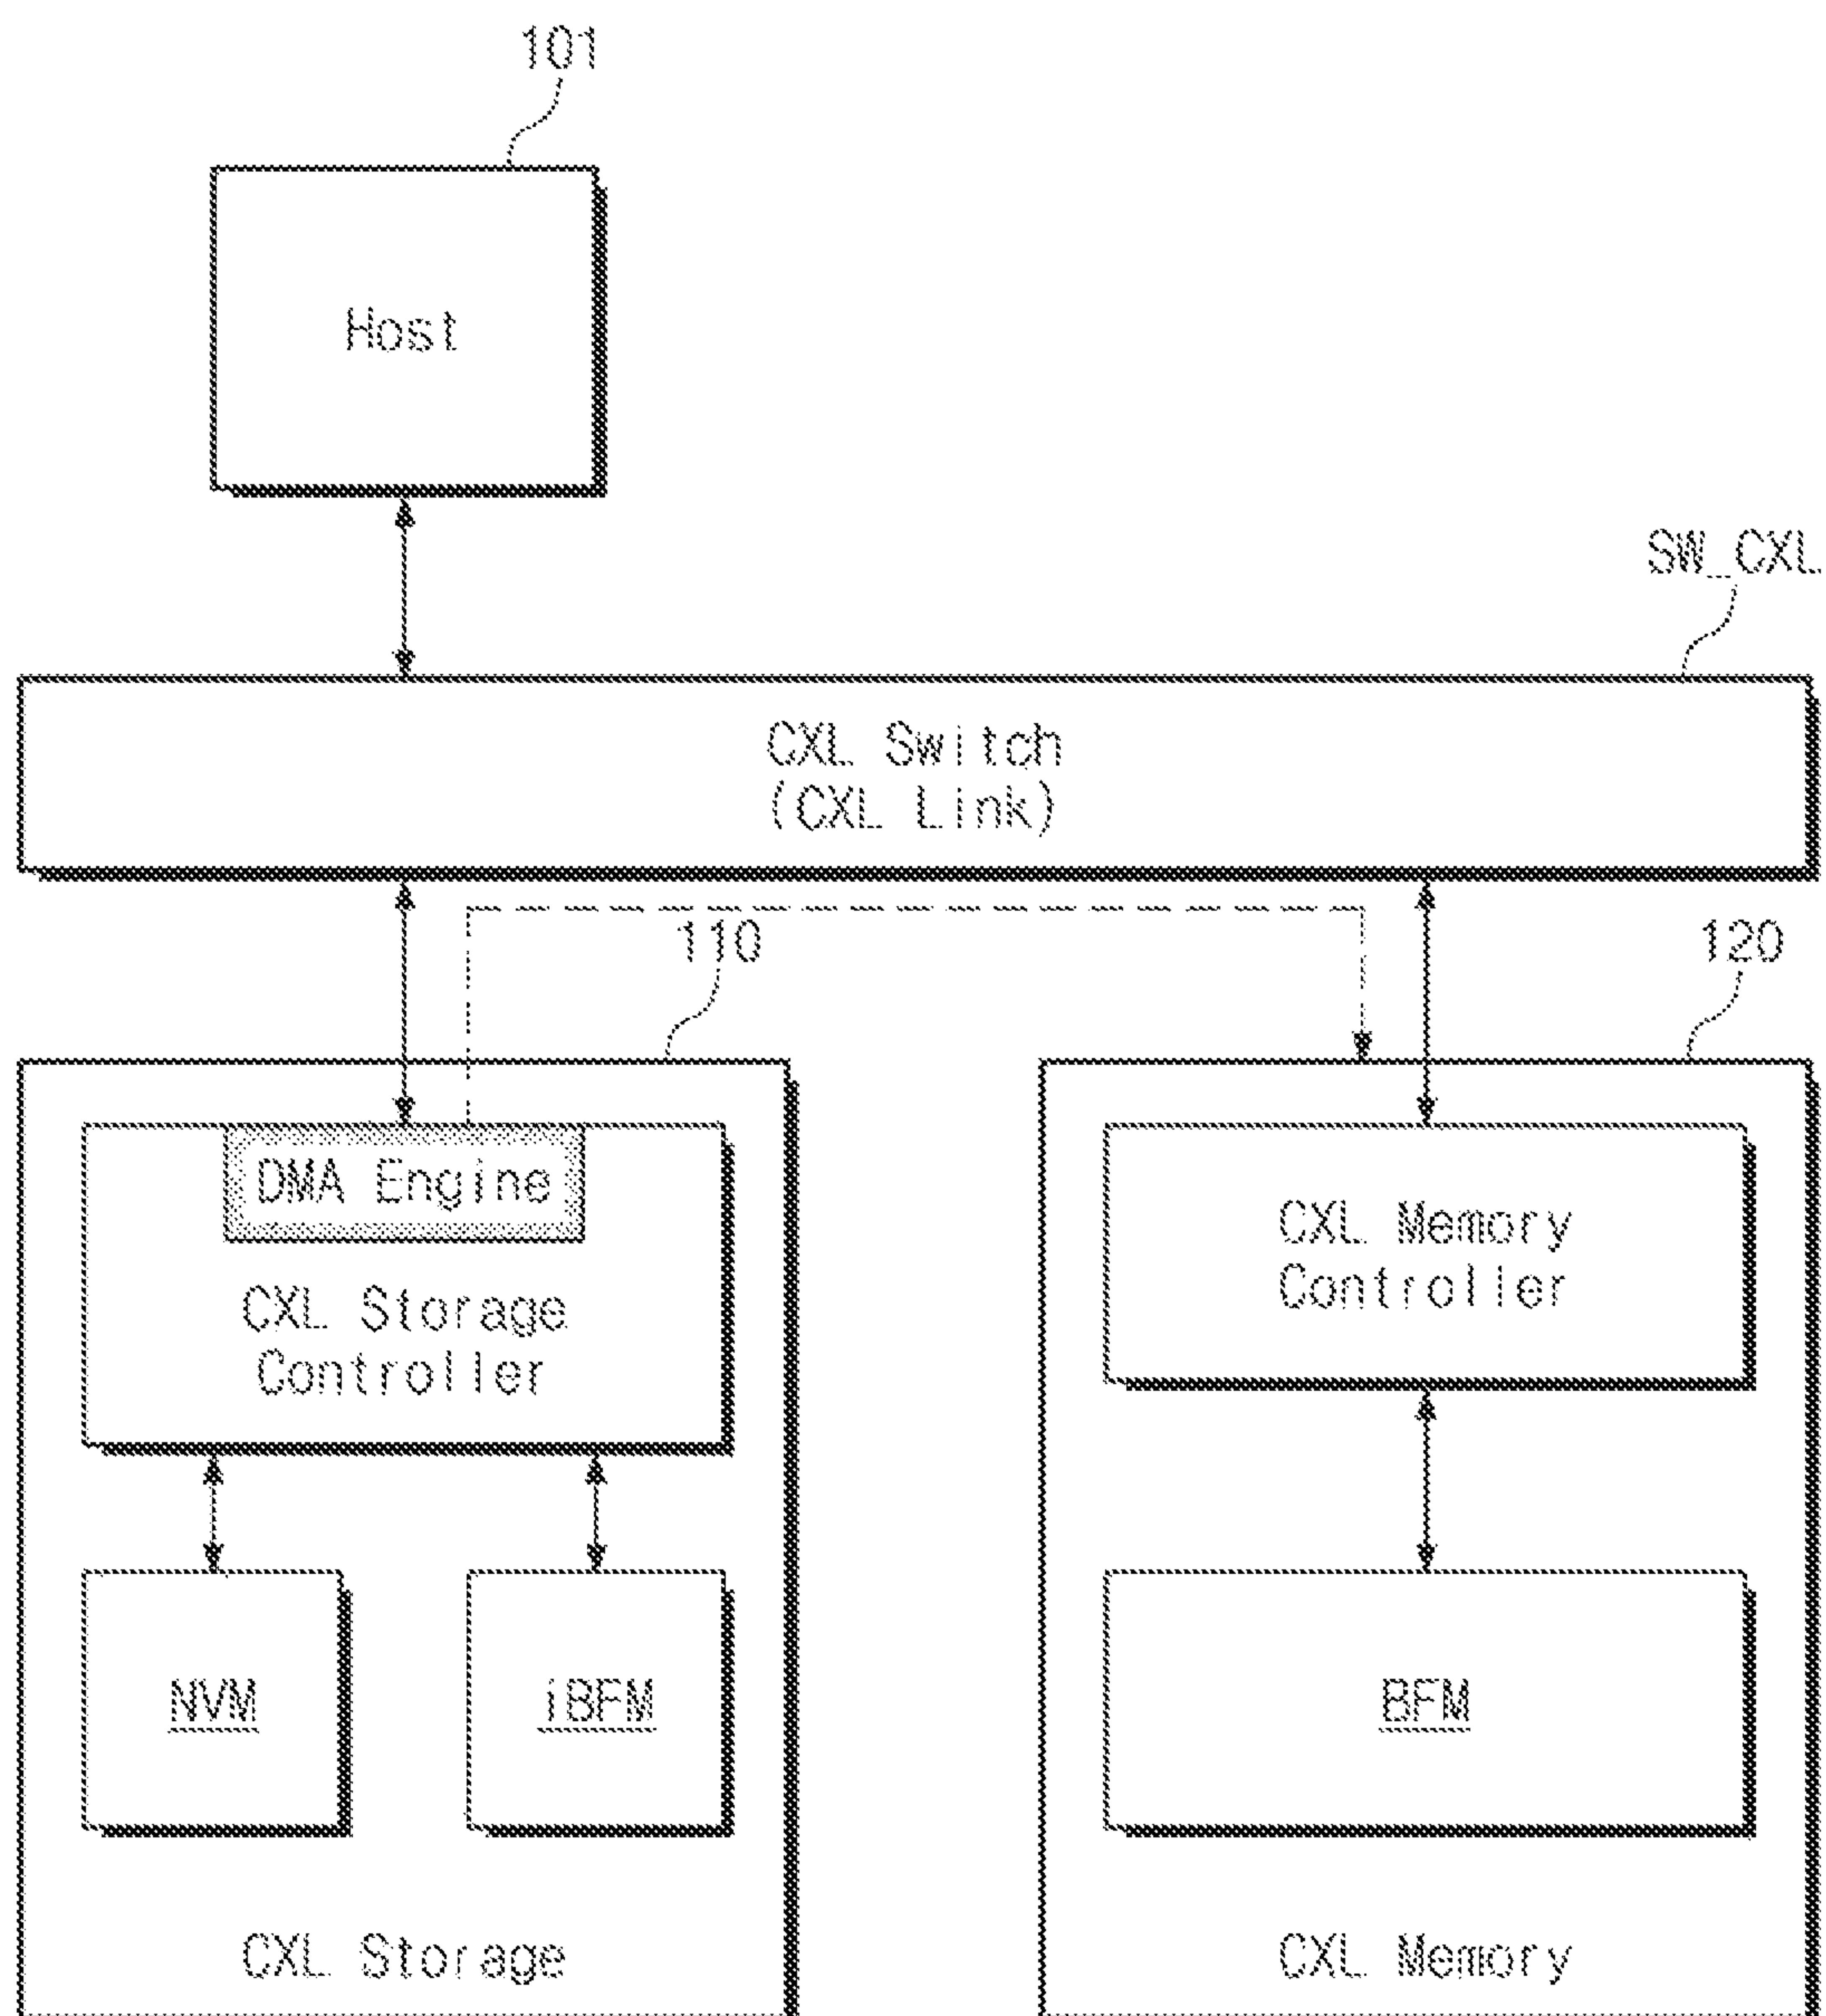 101
Host
SW_CXL
CXL Switch
(CXL Link)
110
120
DMA Engine
CXL Storage
Controller
CXL Memory
Controller
NVM
iBFM
BFM
CXL Storage
CXL Memory